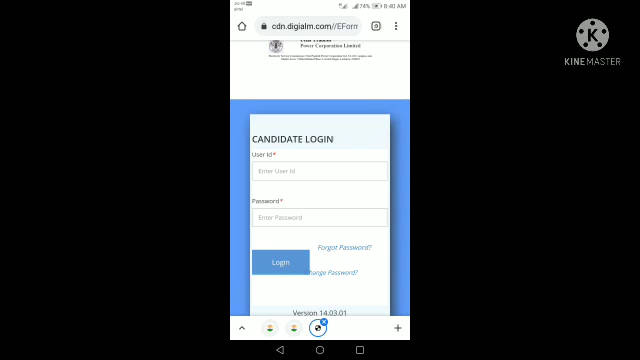 74% 8:40 AM
cdn.digialm.com//EForm
Power Corporation Limited
KINEMASTER
CANDIDATE LOGIN
User Id*
Enter User Id
Password*
Enter Password
Forgot Password?
Login
Change Password?
Version 14.03.01